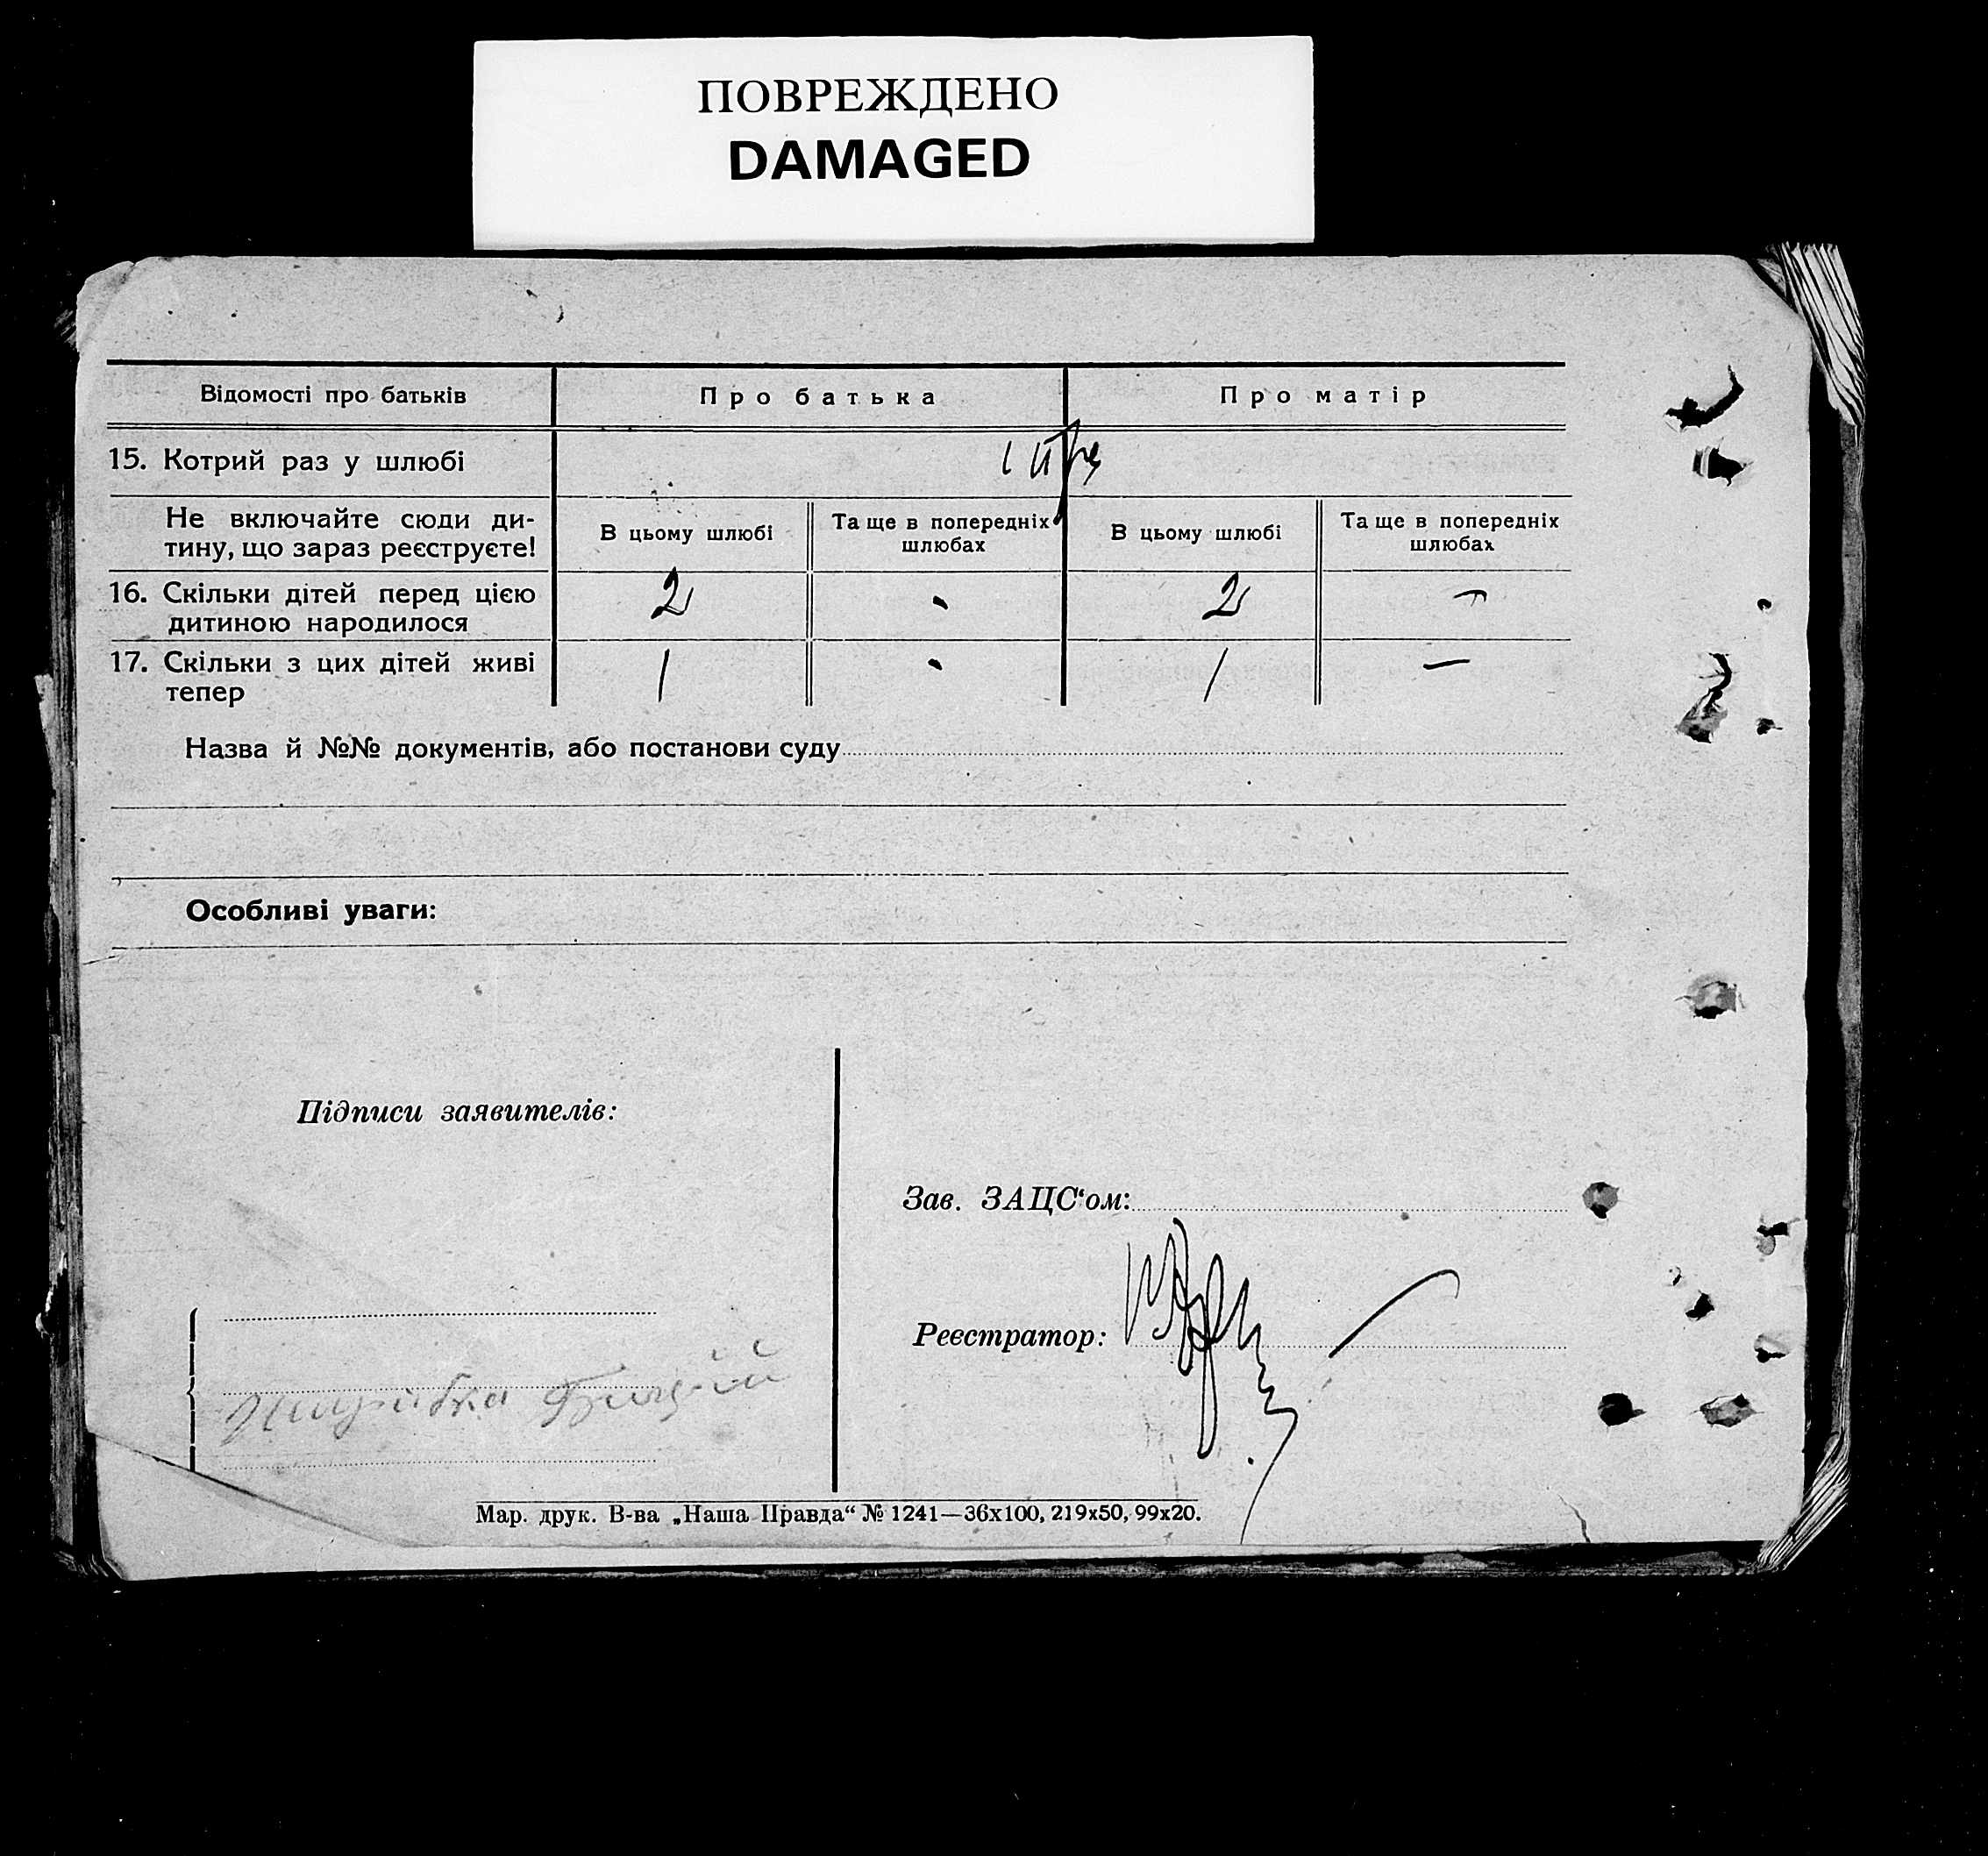 ПОВРЕЖДЕНО
DAMAGED
Відомості про батьків
Про батька
Про матір
15. Котрий раз у шлюбі
Не включайте сюди ди-
тину, що зараз реєструєте!
В цьому шлюбі
Та ще в попередніх
шлюбах
В цьому шлюбі
Та ще в попередніх
шлюбах
16. Скільки дітей перед цією
дитиною народилося
2
-
2
-
17. Скільки з цих дітей живі
тепер
1
-
1
-
Назва й №№ документів, або постанови суду
Особливі уваги:
Підписи заявителів:
Зав. ЗАЦС'ом:
Реєстратор:
Мар. друк. В-ва „Наша Правда“ № 1241—36х100, 219х50, 99х20.